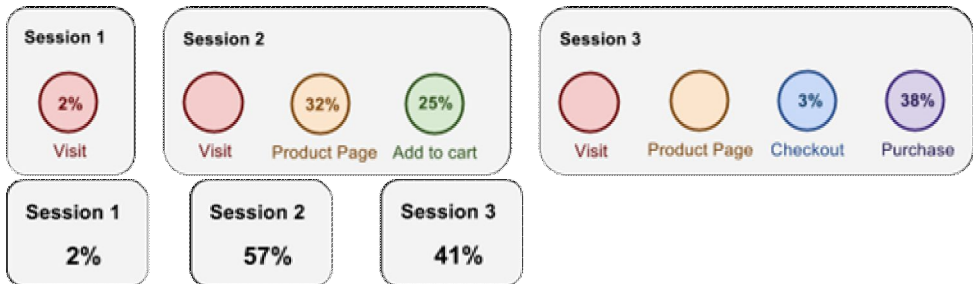 Session 1
2%
Visit
Session 2
32%
25%
Visit
Product Page
Add to cart
Session 3
3%
38%
Visit
Product Page
Checkout
Purchase
Session 1
2%
Session 2
57%
Session 3
41%